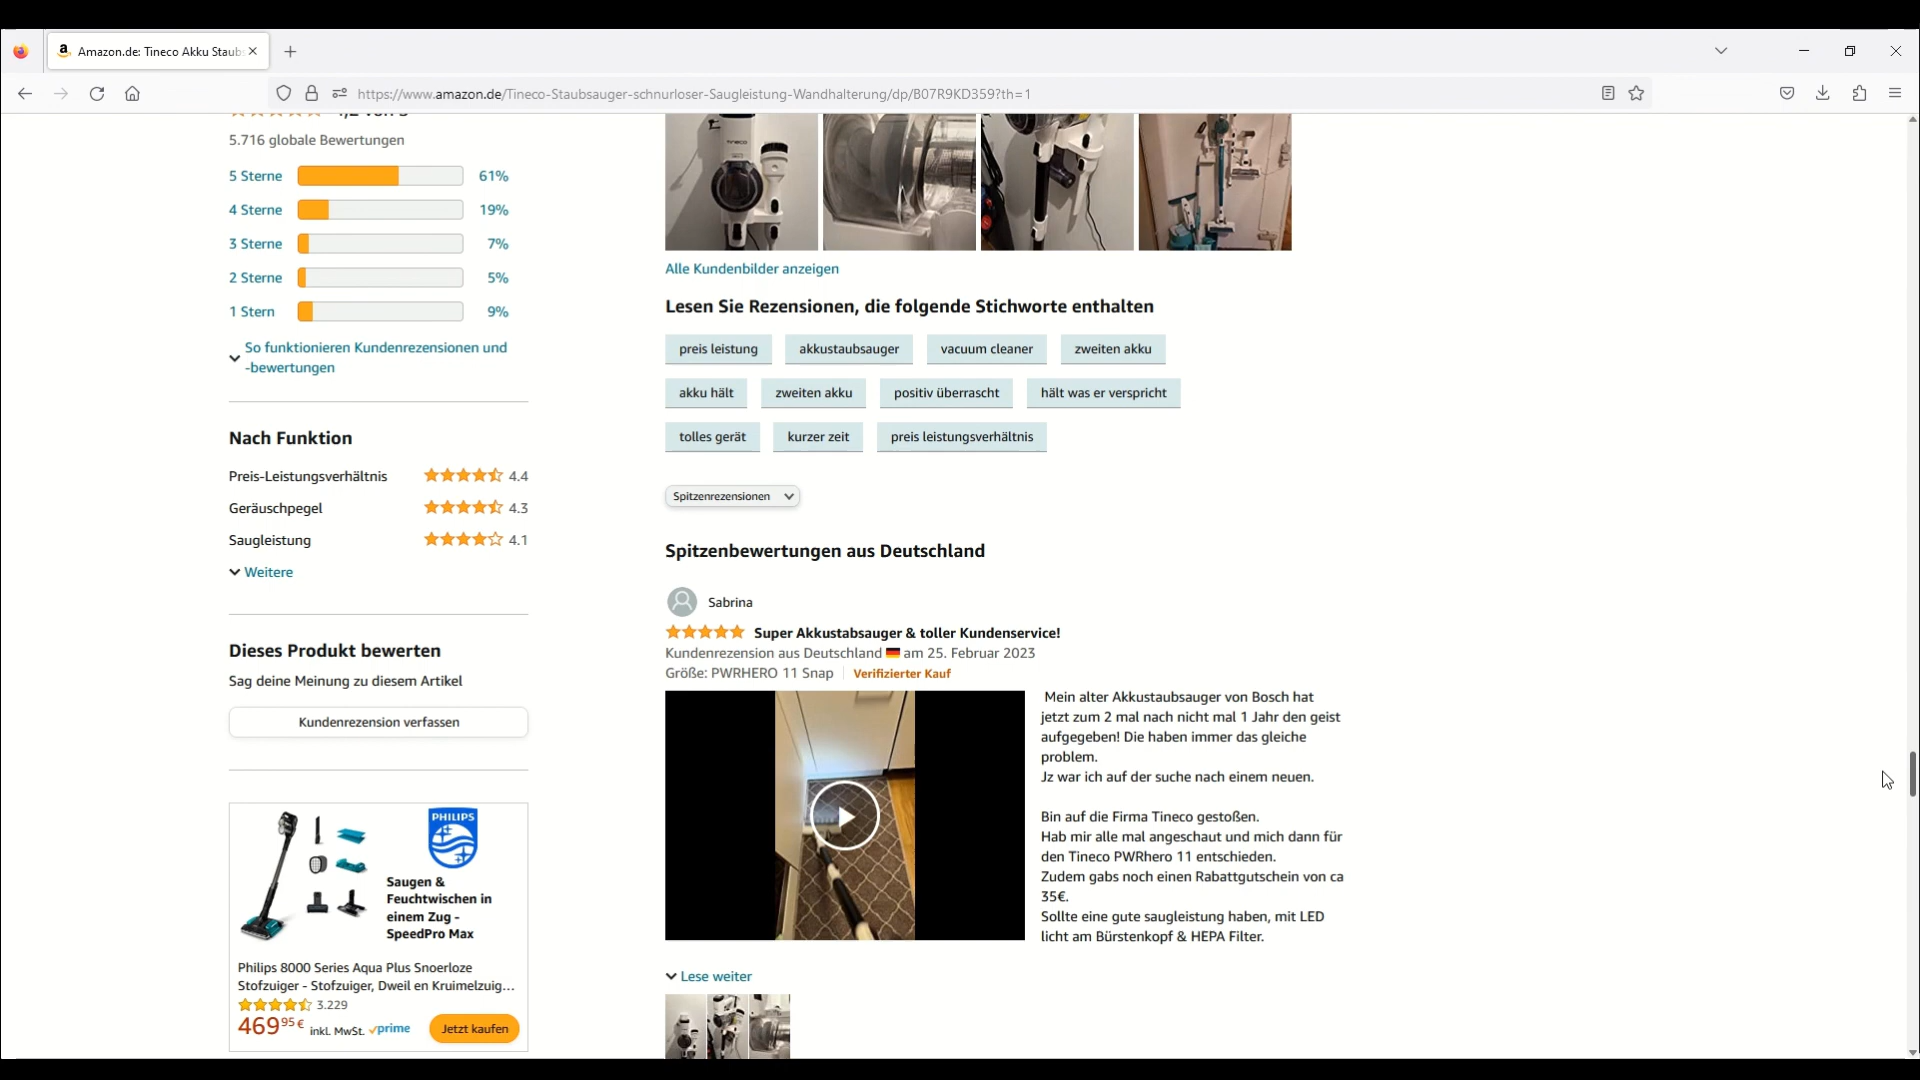 Amazon.de: Tineco Akku Staub
https://www.amazon.de/Tineco-Staubsauger-schnurloser-Saugleistung-Wandhalterung/dp/B07R9KD359?th=1
5.716 globale Bewertungen
5 Sterne 61%
4 Sterne 19%
3 Sterne 7%
2 Sterne 5%
1 Stern 9%
So funktionieren Kundenrezensionen und
-bewertungen
Nach Funktion
Preis-Leistungsverhältnis 4.4
Geräuschpegel 4.3
Saugleistung 4.1
Weitere
Dieses Produkt bewerten
Sag deine Meinung zu diesem Artikel
Kundenrezension verfassen
PHILIPS
Saugen &
Feuchtwischen in
einem Zug -
SpeedPro Max
Philips 8000 Series Aqua Plus Snoerloze
Stofzuiger - Stofzuiger, Dweil en Kruimelzuig...
3.229
469 95 € inkl. MwSt. prime Jetzt kaufen
tineco
Alle Kundenbilder anzeigen
Lesen Sie Rezensionen, die folgende Stichworte enthalten
preis leistung akkustaubsauger vacuum cleaner zweiten akku
akku hält zweiten akku positiv überrascht hält was er verspricht
tolles gerät kurzer zeit preis leistungsverhältnis
Spitzenrezensionen
Spitzenbewertungen aus Deutschland
Sabrina
Super Akkustabsauger & toller Kundenservice!
Kundenrezension aus Deutschland am 25. Februar 2023
Größe: PWRHERO 11 Snap Verifizierter Kauf
Mein alter Akkustaubsauger von Bosch hat
jetzt zum 2 mal nach nicht mal 1 Jahr den geist
aufgegeben! Die haben immer das gleiche
problem.
Jz war ich auf der suche nach einem neuen.
Bin auf die Firma Tineco gestoßen.
Hab mir alle mal angeschaut und mich dann für
den Tineco PWRhero 11 entschieden.
Zudem gabs noch einen Rabattgutschein von ca
35€.
Sollte eine gute saugleistung haben, mit LED
licht am Bürstenkopf & HEPA Filter.
Lese weiter